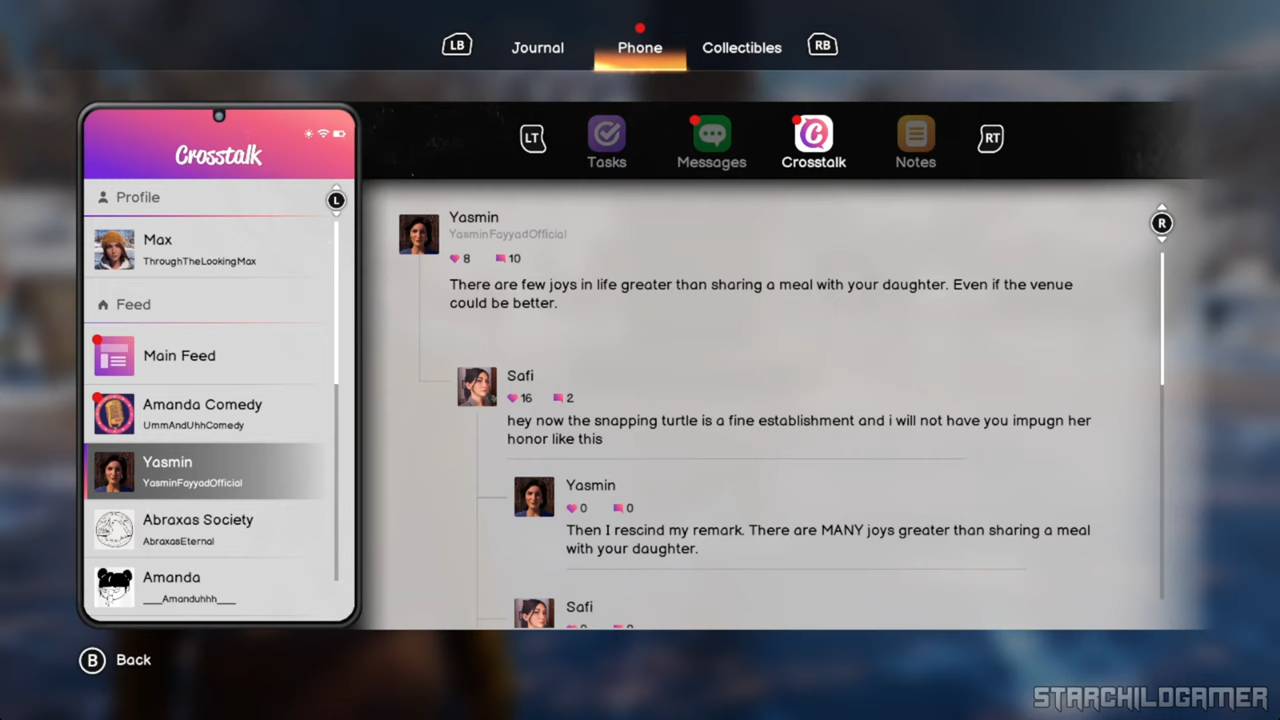 LB
Journal
Phone
Collectibles
RB
Crosstalk
LT
Tasks
Messages
Crosstalk
Notes
RT
Profile
L
Max
ThroughTheLookingMax
Feed
Main Feed
Amanda Comedy
UmmAndUhhComedy
Yasmin
YasminFayyadOfficial
Abraxas Society
AbraxasEternal
Amanda
___Amanduhhh___
Yasmin
YasminFayyadOfficial
8 10
R
There are few joys in life greater than sharing a meal with your daughter. Even if the venue
could be better.
Safi
16 2
hey now the snapping turtle is a fine establishment and i will not have you impugn her
honor like this
Yasmin
0 0
Then I rescind my remark. There are MANY joys greater than sharing a meal
with your daughter.
Safi
B Back
STARCHILDGAMER